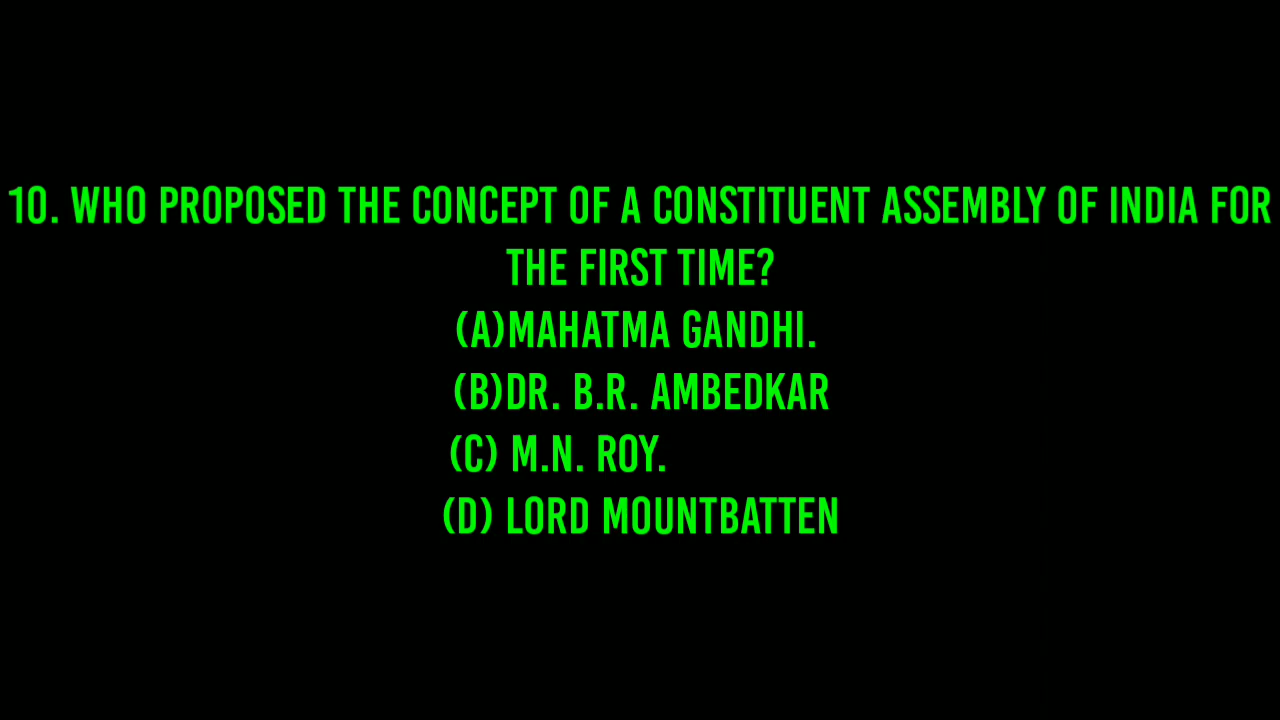 10. WHO PROPOSED THE CONCEPT OF A CONSTITUENT ASSEMBLY OF INDIA FOR
THE FIRST TIME?
(A)MAHATMA GANDHI.
(B)DR. B.R. AMBEDKAR
(C) M.N. ROY.
(D) LORD MOUNTBATTEN